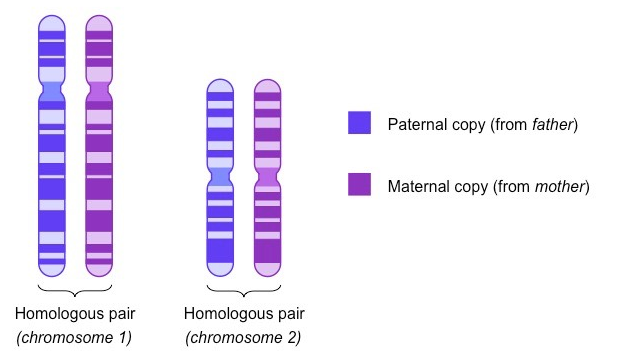 Paternal copy (from father)
Maternal copy (from mother)
Homologous pair
(chromosome 1)
Homologous pair
(chromosome 2)